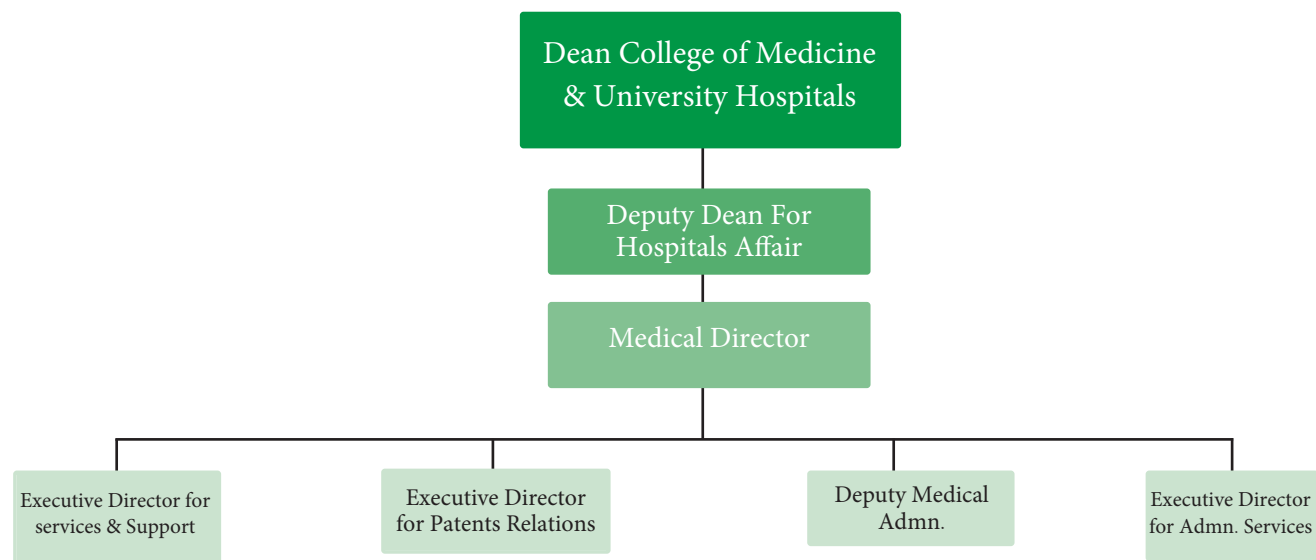 Dean College of Medicine
& University Hospitals
Deputy Dean For
Hospitals Affair
Medical Director
Executive Director for
services & Support
Executive Director
for Patents Relations
Deputy Medical
Admn.
Executive Director
for Admn. Services